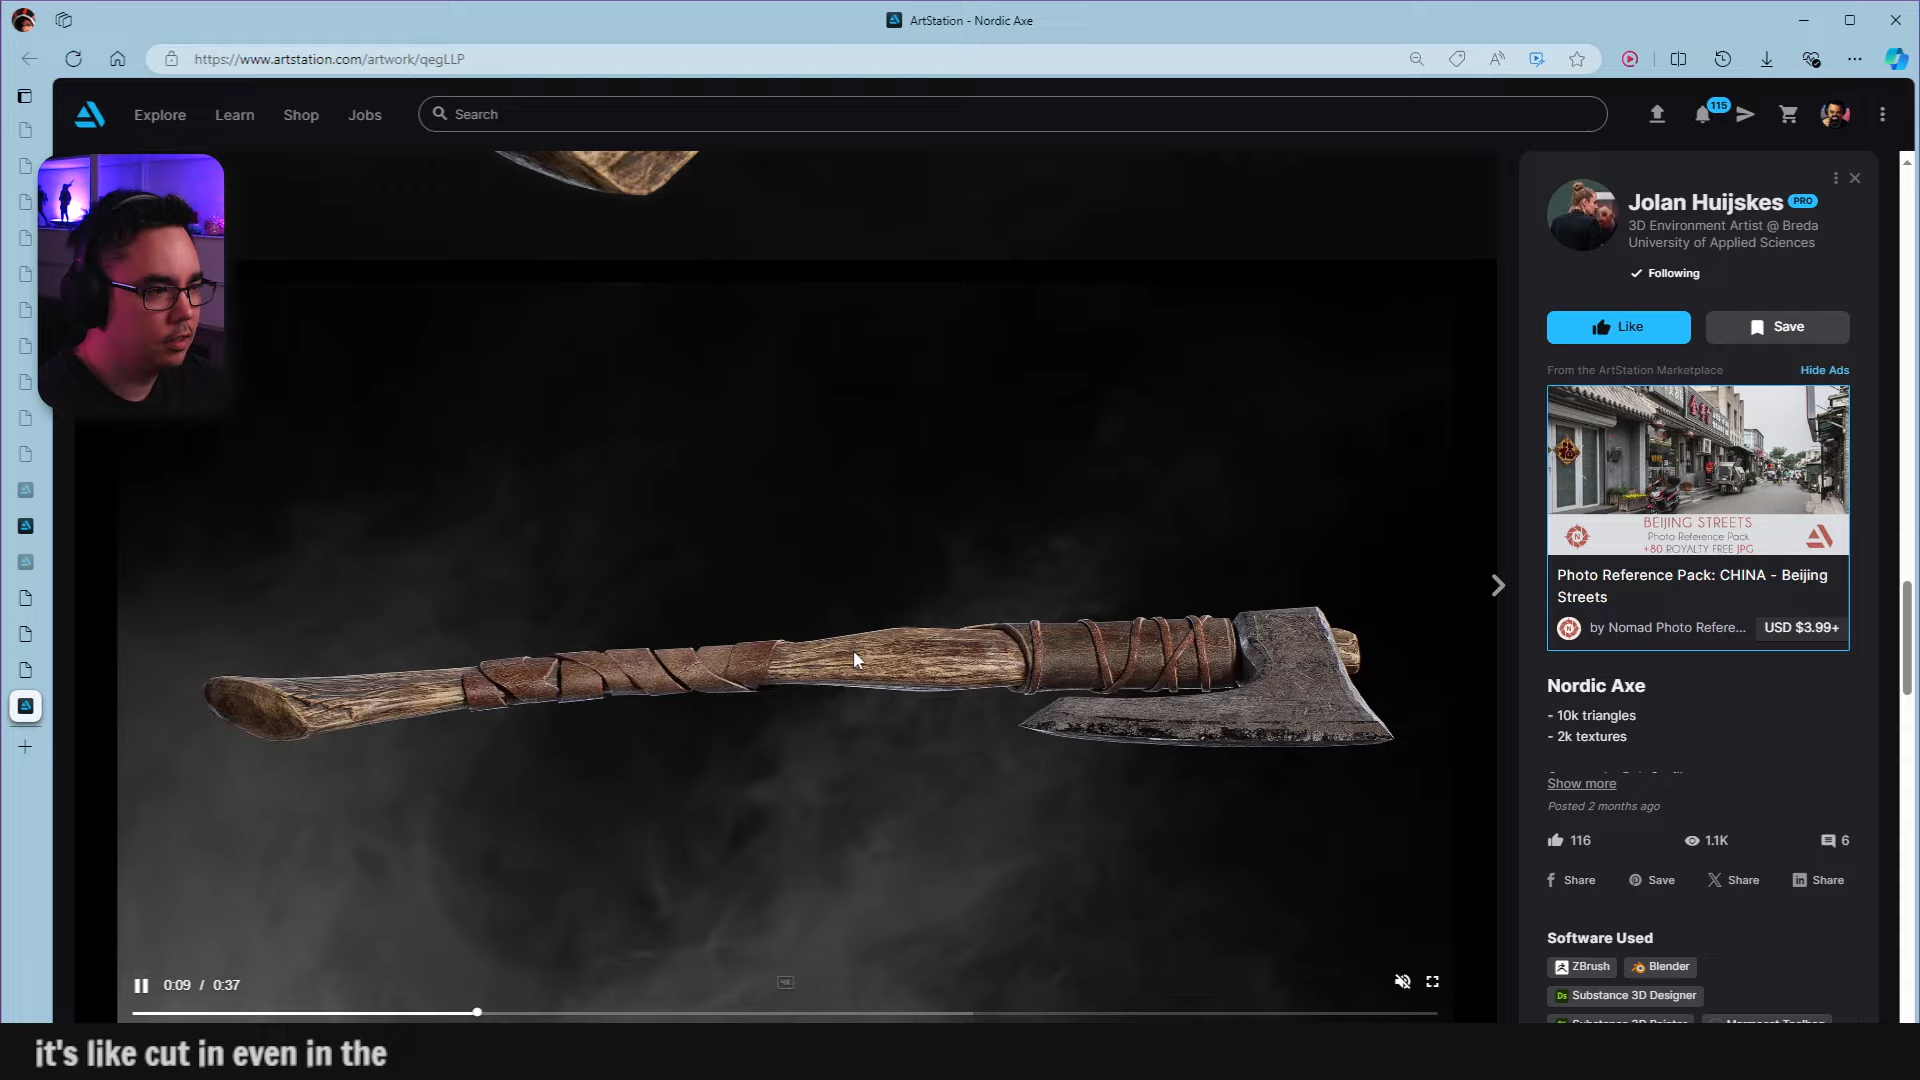 ArtStation - Nordic Axe
https://www.artstation.com/artwork/qegLLP
Explore
Learn
Shop
Jobs
Search
115
Jolan Huijskes PRO
3D Environment Artist @ Breda
University of Applied Sciences
Following
Like
Save
From the ArtStation Marketplace
Hide Ads
BEIJING STREETS
Photo Reference Pack
+80 ROYALTY FREE JPG
Photo Reference Pack: CHINA - Beijing
Streets
by Nomad Photo Refere...
USD $3.99+
Nordic Axe
- 10k triangles
- 2k textures
Show more
Posted 2 months ago
116
1.1K
6
Share
Save
Share
Share
Software Used
ZBrush
Blender
Ds Substance 3D Designer
0:09 / 0:37
4K
it's like cut in even in the